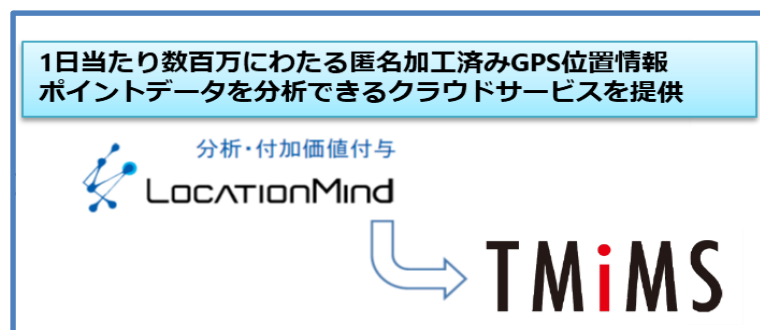 1日当たり数百万にわたる匿名加工済みGPS位置情報
ポイントデータを分析できるクラウドサービスを提供
分析・付加価値付与
LOCATIONMIND
TMiMS